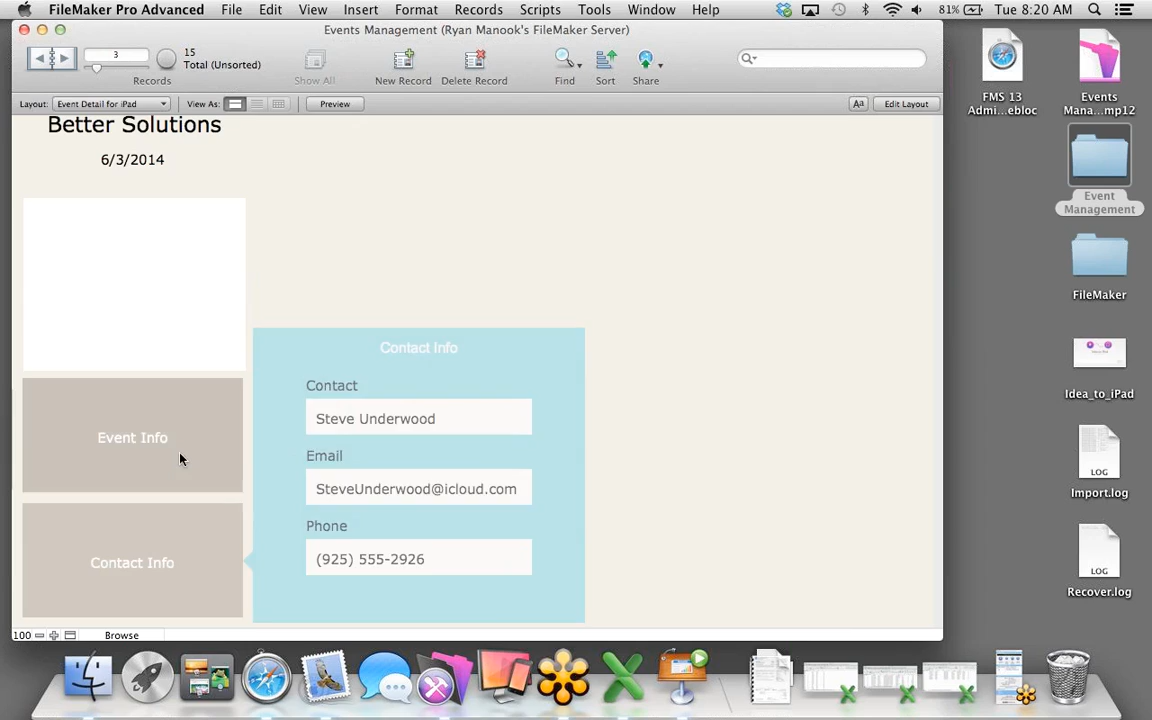 FileMaker Pro Advanced File Edit View Insert Format Records Scripts Tools Window Help 81% Tue 8:20 AM
Events Management (Ryan Manook's FileMaker Server)
3
15
Total (Unsorted)
Records
Show All
New Record
Delete Record
Find
Sort
Share
Layout: Event Detail for iPad View As: Preview Aa Edit Layout
Better Solutions
6/3/2014
Event Info
Contact Info
Contact Info
Contact
Steve Underwood
Email
SteveUnderwood@icloud.com
Phone
(925) 555-2926
100 Browse
FMS 13
Admi...ebloc
Events
Mana...mp12
Event
Management
FileMaker
Idea_to_iPad
LOG
Import.log
LOG
Recover.log